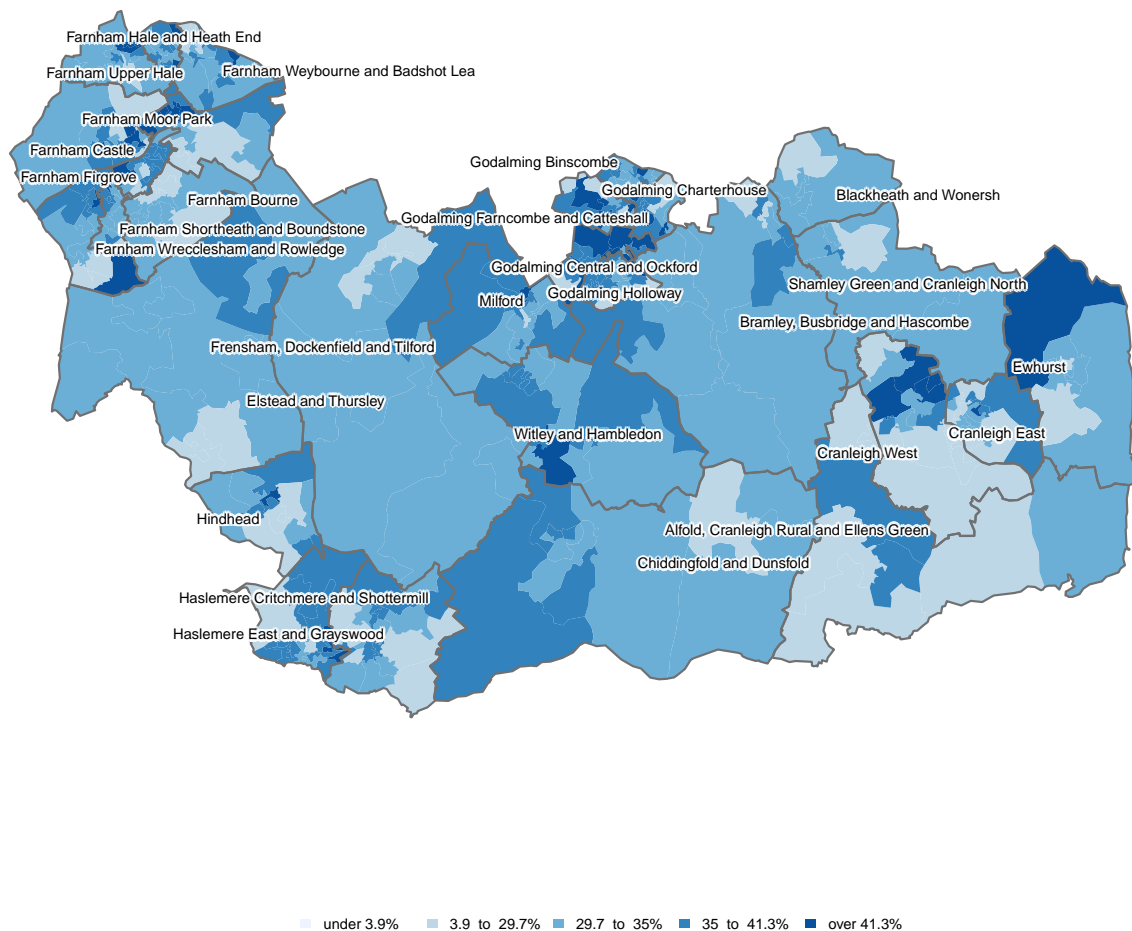 Farnham Hale and Heath End
Farnham Upper Hale
Farnham Weybourne and Badshot Lea
Farnham Moor Park
Farnham Castle
Farnham Firgrove
Godalming Binscombe
Godalming Charterhouse
Blackheath and Wonersh
Farnham Bourne
Godalming Farncombe and Catteshall
Farnham Shortheath and Boundstone
Farnham Wrecclesham and Rowledge
Godalming Central and Ockford
Shamley Green and Cranleigh North
Milford
Godalming Holloway
Bramley, Busbridge and Hascombe
Frensham, Dockenfield and Tilford
Ewhurst
Elstead and Thursley
Witley and Hambledon
Cranleigh East
Cranleigh West
Hindhead
Alfold, Cranleigh Rural and Ellens Green
Chiddingfold and Dunsfold
Haslemere Critchmere and Shottermill
Haslemere East and Grayswood
under 3.9% 3.9 to 29.7% 29.7 to 35% 35 to 41.3% over 41.3%